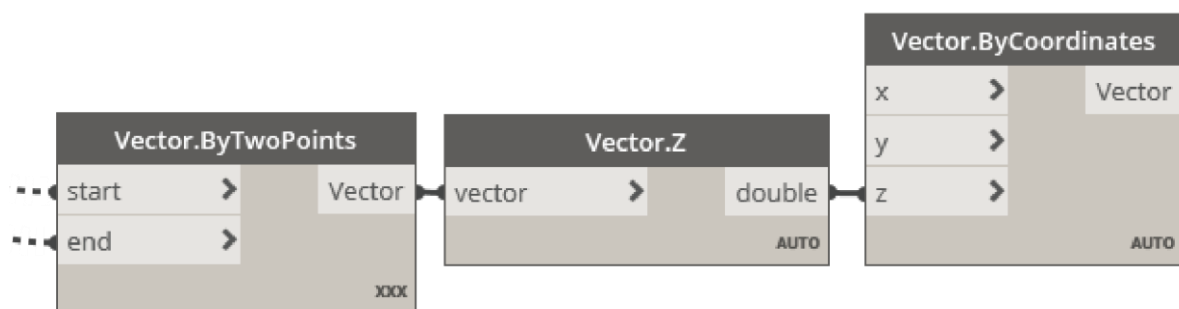 Vector.ByTwoPoints
start Vector
end
XXX
Vector.Z
vector double
AUTO
Vector.ByCoordinates
x Vector
y
z
AUTO